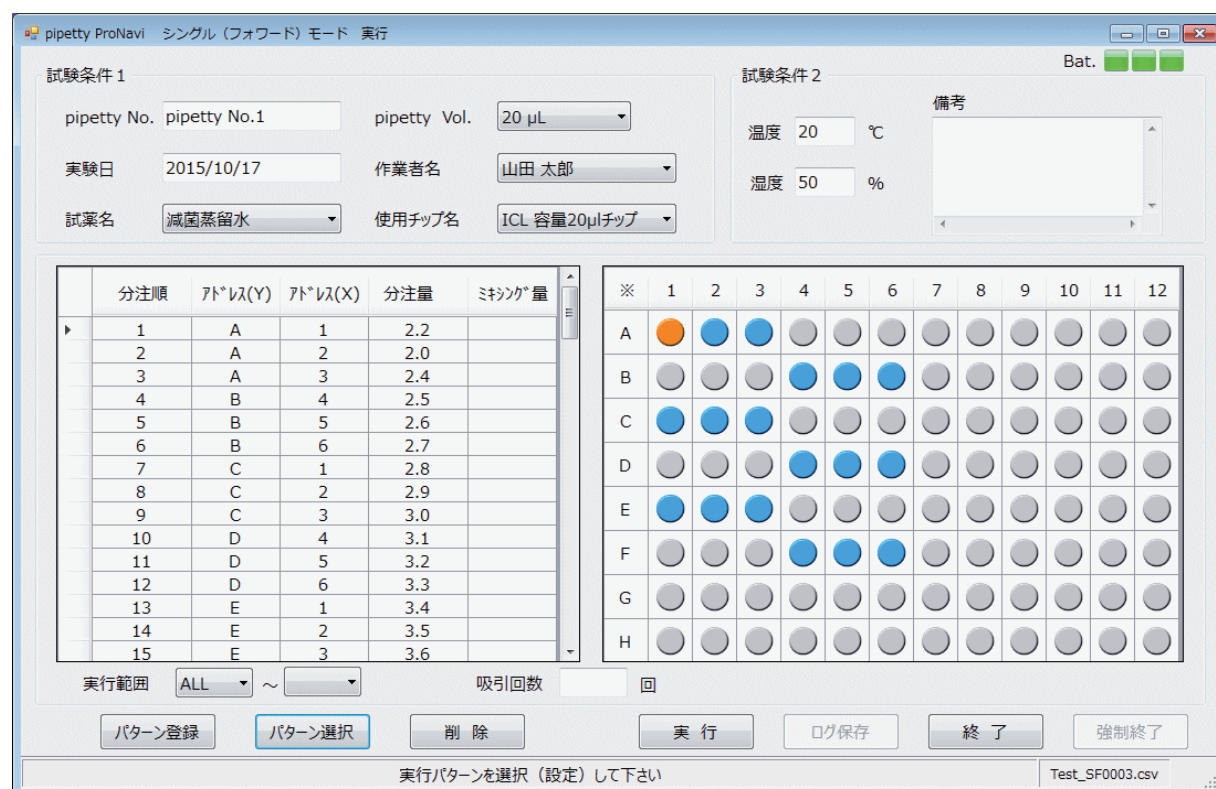 pipetty ProNavi シングル（フォワード）モード 実行
Bat.
試験条件１
pipetty No. pipetty No.1 pipetty Vol. 20 µL
実験日 2015/10/17 作業者名 山田 太郎
試薬名 滅菌蒸留水 使用チップ名 ICL 容量20µlチップ
試験条件２
備考
温度 20 ℃
湿度 50 %
分注順 ｱﾄﾞﾚｽ(Y) ｱﾄﾞﾚｽ(X) 分注量 ﾐｷｼﾝｸﾞ量
1 A 1 2.2
2 A 2 2.0
3 A 3 2.4
4 B 4 2.5
5 B 5 2.6
6 B 6 2.7
7 C 1 2.8
8 C 2 2.9
9 C 3 3.0
10 D 4 3.1
11 D 5 3.2
12 D 6 3.3
13 E 1 3.4
14 E 2 3.5
15 E 3 3.6
※ 1 2 3 4 5 6 7 8 9 10 11 12
A
B
C
D
E
F
G
H
実行範囲 ALL ～ 吸引回数 回
パターン登録 パターン選択 削 除 実 行 ログ保存 終 了 強制終了
実行パターンを選択（設定）して下さい Test_SF0003.csv